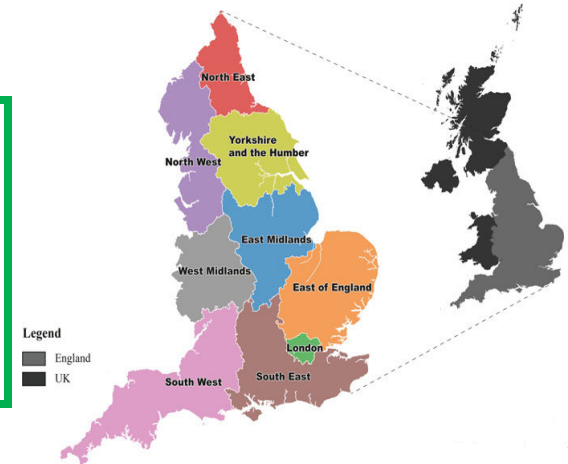 North East
Yorkshire
and the Humber
North West
East Midlands
West Midlands
East of England
London
South East
South West
Legend
England
UK